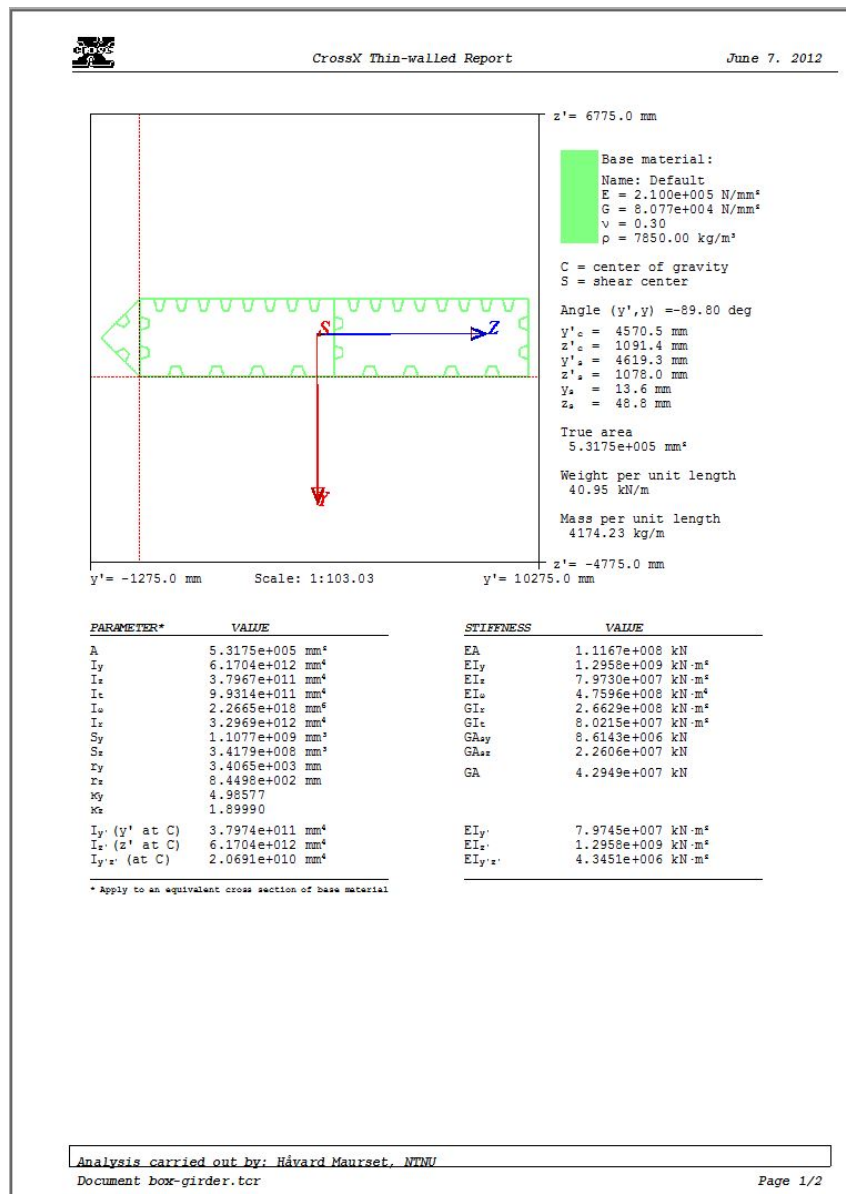 CrossX
CrossX Thin-walled Report
June 7. 2012
z'= 6775.0 mm
Base material:
Name: Default
E = 2.100e+005 N/mm²
G = 8.077e+004 N/mm²
ν = 0.30
ρ = 7850.00 kg/m³
C = center of gravity
S = shear center
Angle (y',y) =-89.80 deg
y'c = 4570.5 mm
z'c = 1091.4 mm
y's = 4619.3 mm
z's = 1078.0 mm
ys = 13.6 mm
zs = 48.8 mm
True area
5.3175e+005 mm²
Weight per unit length
40.95 kN/m
Mass per unit length
4174.23 kg/m
S
Z
Y
z'= -4775.0 mm
y'= -1275.0 mm Scale: 1:103.03 y'= 10275.0 mm
PARAMETER* VALUE
A 5.3175e+005 mm²
Iy 6.1704e+012 mm⁴
Iz 3.7967e+011 mm⁴
It 9.9314e+011 mm⁴
Iω 2.2665e+018 mm⁶
Ir 3.2969e+012 mm⁴
Sy 1.1077e+009 mm³
Sz 3.4179e+008 mm³
ry 3.4065e+003 mm
rz 8.4498e+002 mm
κy 4.98577
κz 1.89990
Iy' (y' at C) 3.7974e+011 mm⁴
Iz' (z' at C) 6.1704e+012 mm⁴
Iy'z' (at C) 2.0691e+010 mm⁴
* Apply to an equivalent cross section of base material
STIFFNESS VALUE
EA 1.1167e+008 kN
EIy 1.2958e+009 kN·m²
EIz 7.9730e+007 kN·m²
EIω 4.7596e+008 kN·m⁴
GIr 2.6629e+008 kN·m²
GIt 8.0215e+007 kN·m²
GAsy 8.6143e+006 kN
GAsz 2.2606e+007 kN
GA 4.2949e+007 kN
EIy' 7.9745e+007 kN·m²
EIz' 1.2958e+009 kN·m²
EIy'z' 4.3451e+006 kN·m²
Analysis carried out by: Håvard Maurset, NTNU
Document box-girder.tcr
Page 1/2